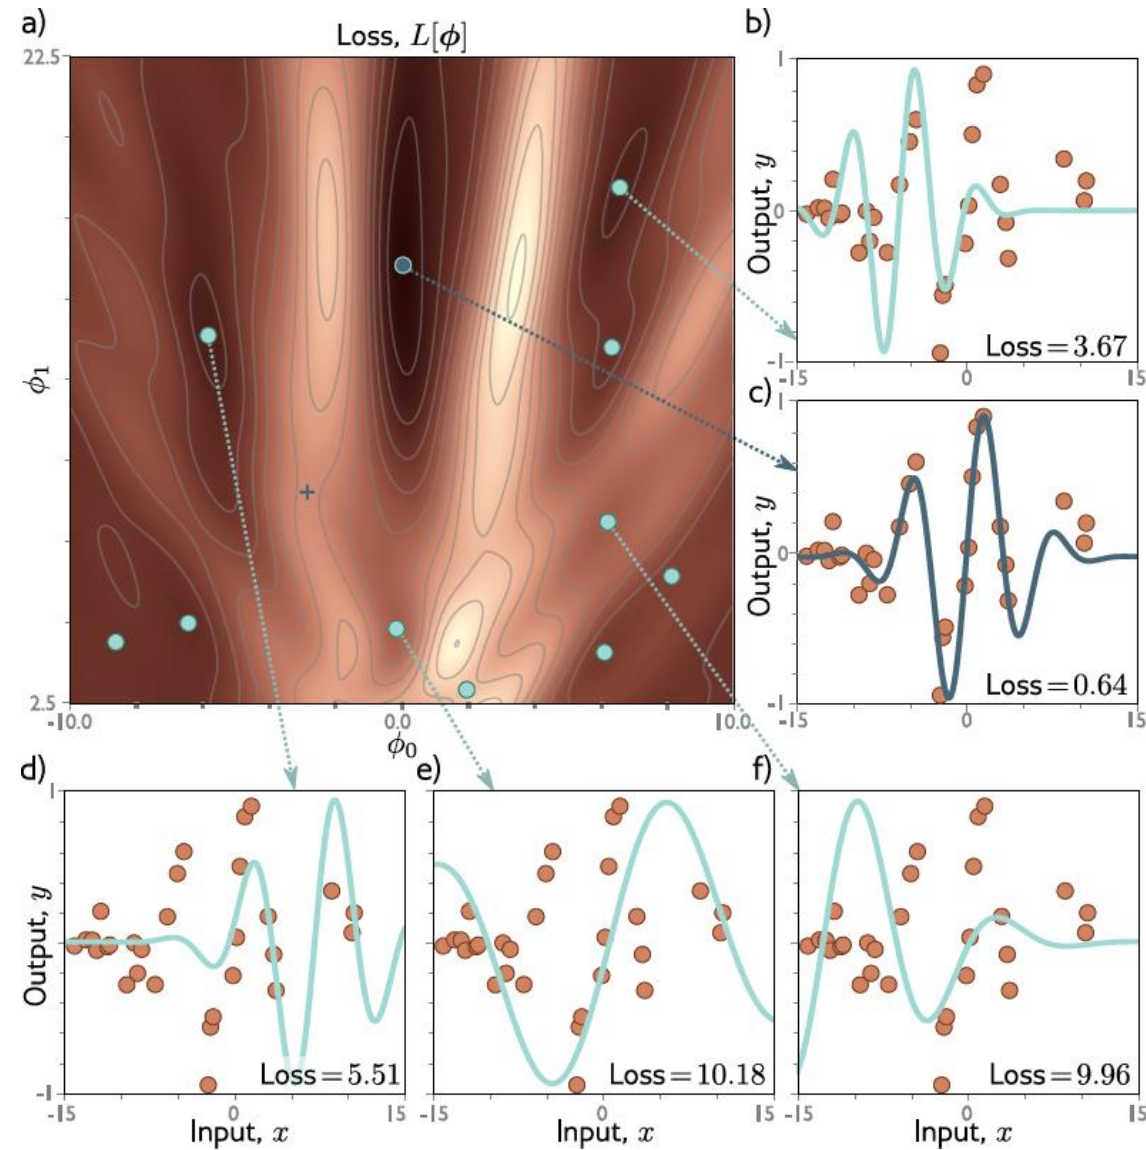 a)
Loss, L[ϕ]
22.5
ϕ1
2.5
-10.0
0.0
10.0
ϕ0
b)
1
Output, y
0
-1
Loss=3.67
-15
0
15
c)
1
Output, y
0
-1
Loss=0.64
-15
0
15
d)
1
Output, y
0
-1
Loss=5.51
-15
0
15
Input, x
e)
Loss=10.18
-15
0
15
Input, x
f)
Loss=9.96
-15
0
15
Input, x